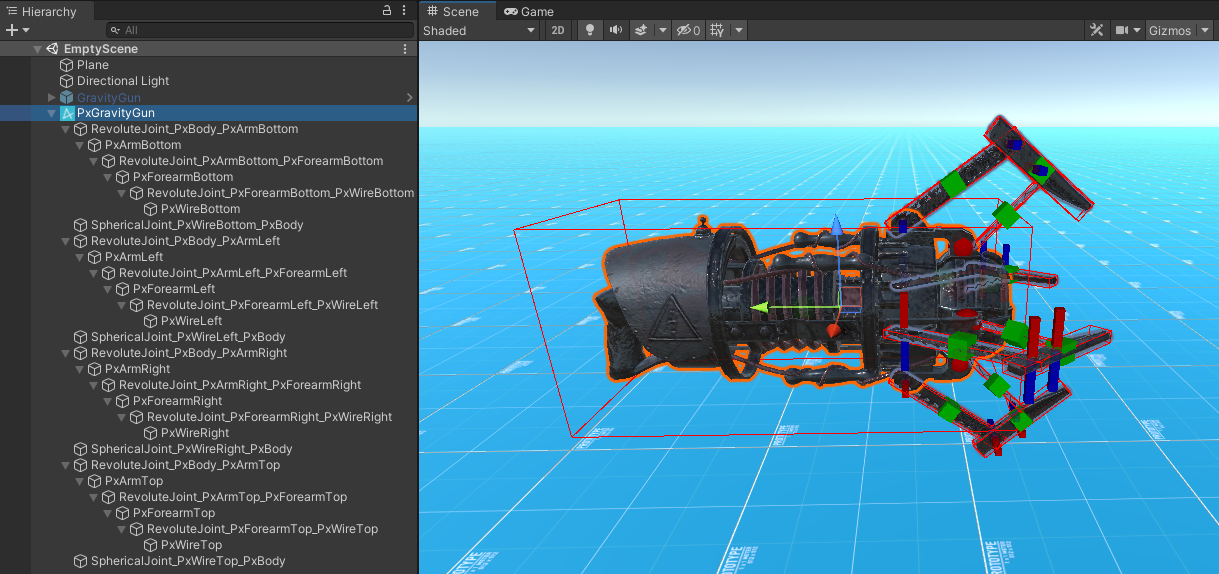 Hierarchy
Scene
Game
All
Shaded
2D
0
Gizmos
EmptyScene
Plane
Directional Light
GravityGun
PxGravityGun
RevoluteJoint_PxBody_PxArmBottom
PxArmBottom
RevoluteJoint_PxArmBottom_PxForearmBottom
PxForearmBottom
RevoluteJoint_PxForearmBottom_PxWireBottom
PxWireBottom
SphericalJoint_PxWireBottom_PxBody
RevoluteJoint_PxBody_PxArmLeft
PxArmLeft
RevoluteJoint_PxArmLeft_PxForearmLeft
PxForearmLeft
RevoluteJoint_PxForearmLeft_PxWireLeft
PxWireLeft
SphericalJoint_PxWireLeft_PxBody
RevoluteJoint_PxBody_PxArmRight
PxArmRight
RevoluteJoint_PxArmRight_PxForearmRight
PxForearmRight
RevoluteJoint_PxForearmRight_PxWireRight
PxWireRight
SphericalJoint_PxWireRight_PxBody
RevoluteJoint_PxBody_PxArmTop
PxArmTop
RevoluteJoint_PxArmTop_PxForearmTop
PxForearmTop
RevoluteJoint_PxForearmTop_PxWireTop
PxWireTop
SphericalJoint_PxWireTop_PxBody
PROTOTYPE
PROTOTYPE